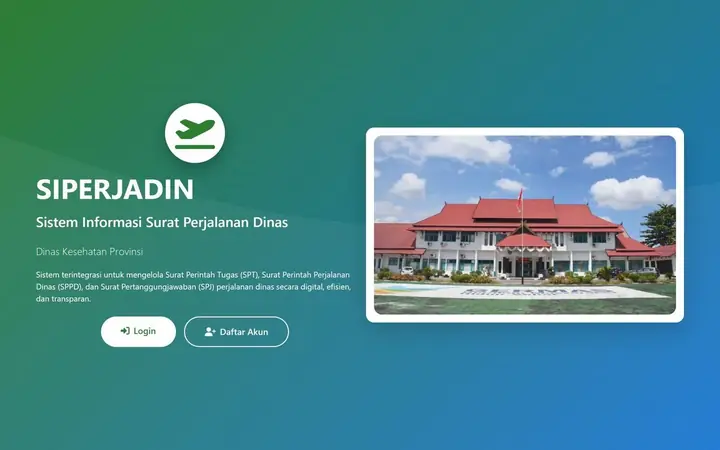 SIPERJADIN
Sistem Informasi Surat Perjalanan Dinas
Dinas Kesehatan Provinsi
Sistem terintegrasi untuk mengelola Surat Perintah Tugas (SPT), Surat Perintah Perjalanan
Dinas (SPPD), dan Surat Pertanggungjawaban (SPJ) perjalanan dinas secara digital, efisien,
dan transparan.
Login
Daftar Akun
GERMAS